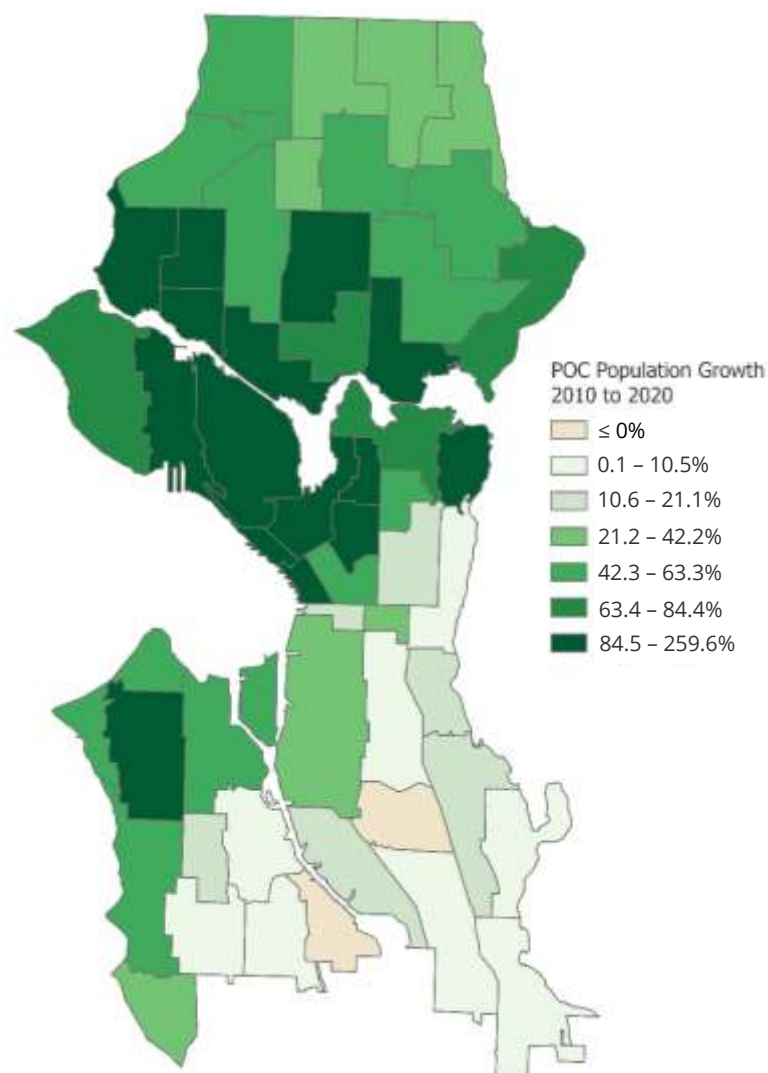 POC Population Growth
2010 to 2020
≤ 0%
0.1 – 10.5%
10.6 – 21.1%
21.2 – 42.2%
42.3 – 63.3%
63.4 – 84.4%
84.5 – 259.6%